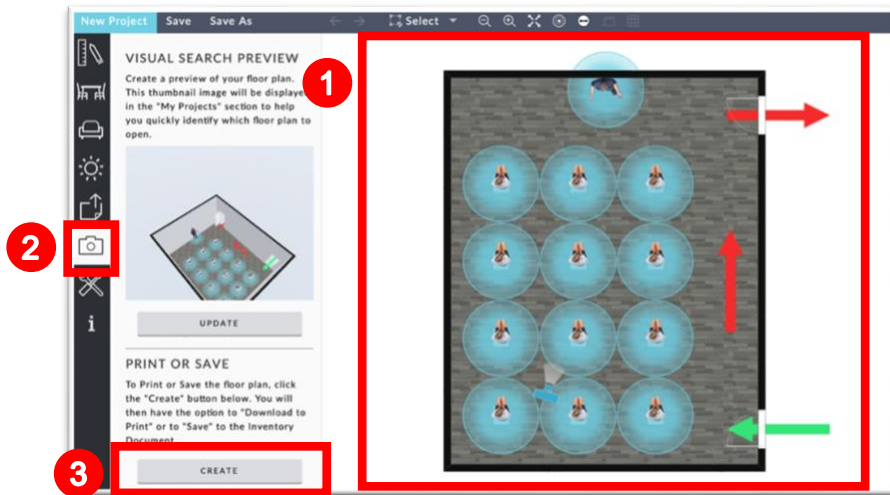 New Project Save Save As Select
VISUAL SEARCH PREVIEW
Create a preview of your floor plan.
This thumbnail image will be displayed
in the "My Projects" section to help
you quickly identify which floor plan to
open.
UPDATE
PRINT OR SAVE
To Print or Save the floor plan, click
the "Create" button below. You will
then have the option to "Download to
Print" or to "Save" to the Inventory
Document
CREATE
1
2
3
i